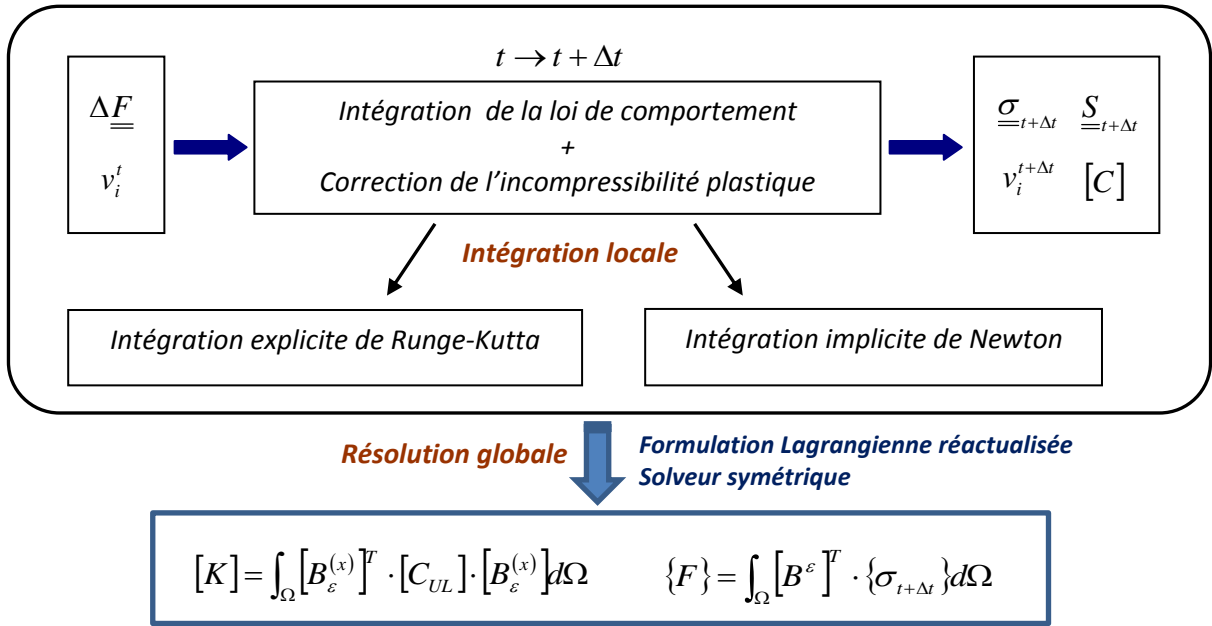 t → t + Δt
ΔF
v_i^t
Intégration de la loi de comportement
+
Correction de l'incompressibilité plastique
σ_{t+Δt} S_{t+Δt}
v_i^{t+Δt} [C]
Intégration locale
Intégration explicite de Runge-Kutta
Intégration implicite de Newton
Résolution globale
Formulation Lagrangienne réactualisée
Solveur symétrique
[K] = ∫_Ω [B_ε^{(x)}]^T · [C_{UL}] · [B_ε^{(x)}] dΩ
{F} = ∫_Ω [B^ε]^T · {σ_{t+Δt}} dΩ